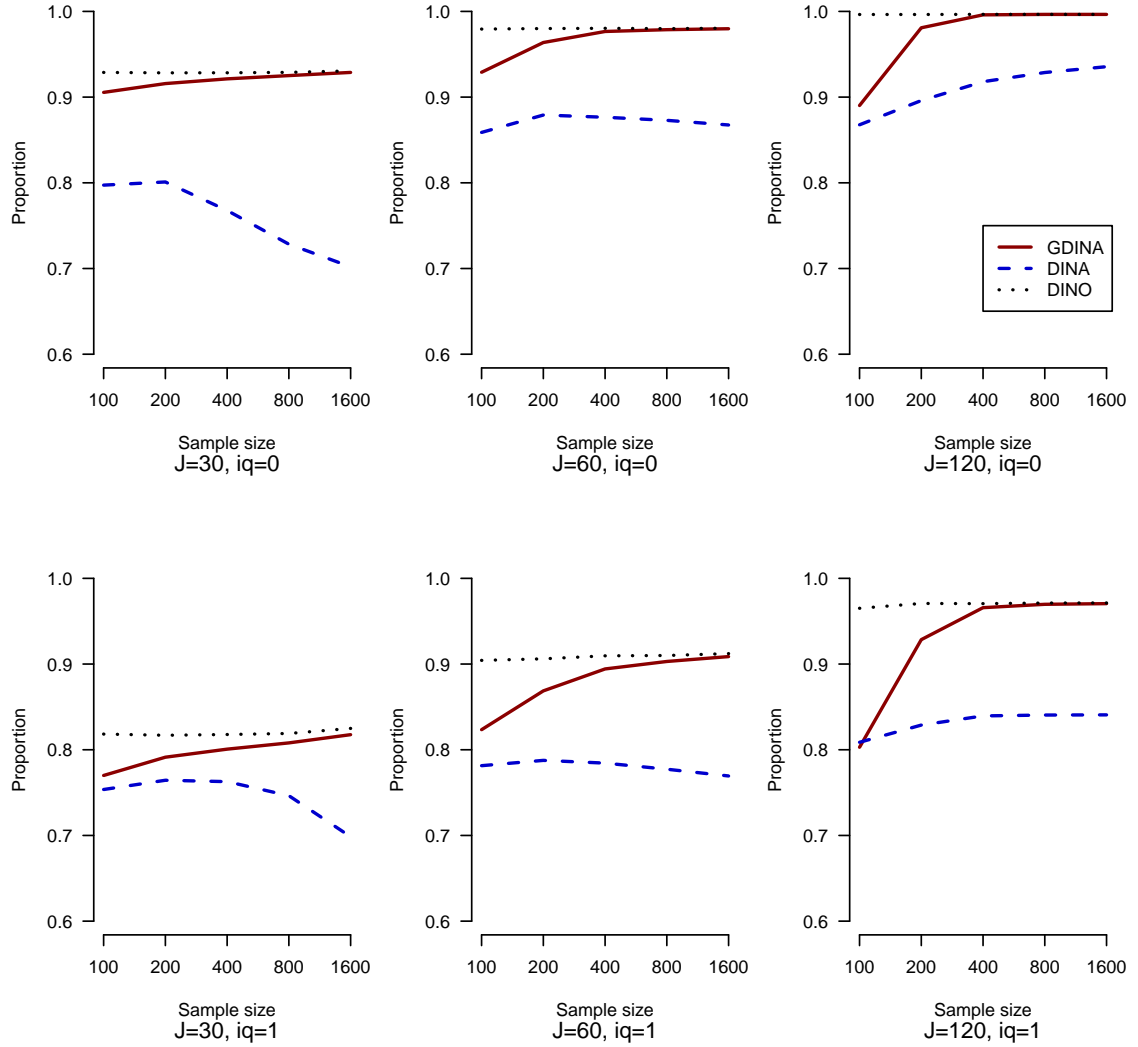 1.0
0.9
0.8
0.7
0.6
Proportion
100 200 400 800 1600
Sample size
J=30, iq=0
1.0
0.9
0.8
0.7
0.6
Proportion
100 200 400 800 1600
Sample size
J=60, iq=0
1.0
0.9
0.8
0.7
0.6
Proportion
GDINA
DINA
DINO
100 200 400 800 1600
Sample size
J=120, iq=0
1.0
0.9
0.8
0.7
0.6
Proportion
100 200 400 800 1600
Sample size
J=30, iq=1
1.0
0.9
0.8
0.7
0.6
Proportion
100 200 400 800 1600
Sample size
J=60, iq=1
1.0
0.9
0.8
0.7
0.6
Proportion
100 200 400 800 1600
Sample size
J=120, iq=1